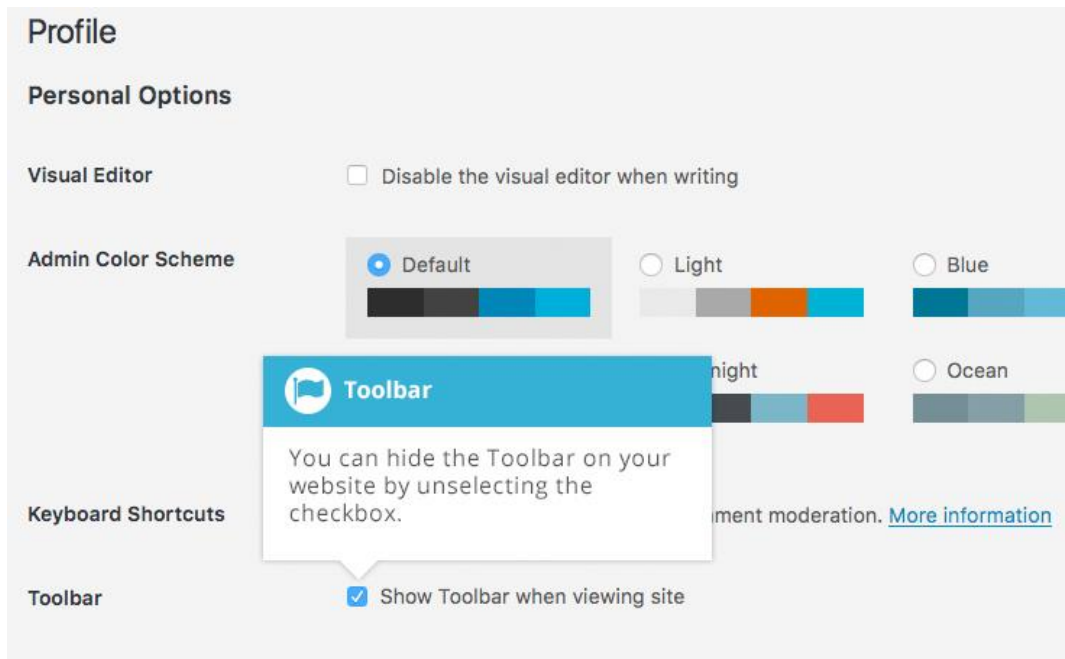 Profile
Personal Options
Visual Editor
Disable the visual editor when writing
Admin Color Scheme
Default
Light
Blue
Ocean
Toolbar
You can hide the Toolbar on your
website by unselecting the
checkbox.
Keyboard Shortcuts
moderation. More information
Toolbar
Show Toolbar when viewing site